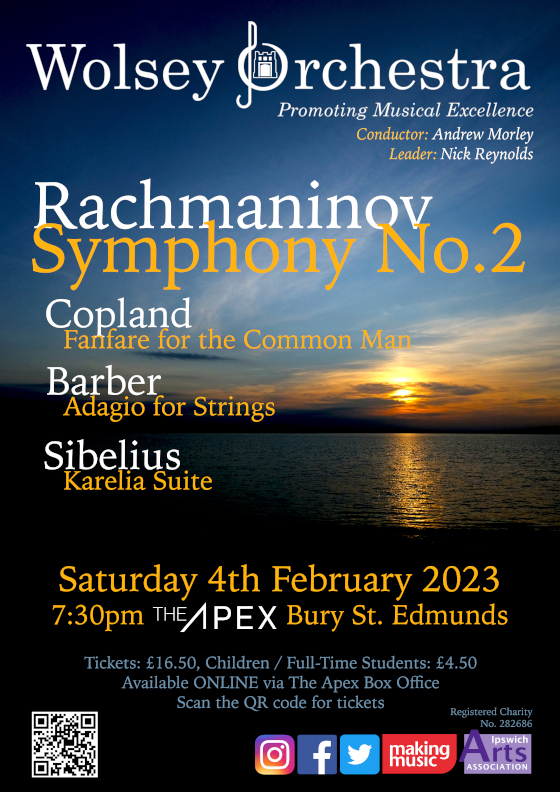 Wolsey Orchestra
Promoting Musical Excellence
Conductor: Andrew Morley
Leader: Nick Reynolds
Rachmaninov
Symphony No.2
Copland
Fanfare for the Common Man
Barber
Adagio for Strings
Sibelius
Karelia Suite
Saturday 4th February 2023
7:30pm THE APEX Bury St. Edmunds
Tickets: £16.50, Children / Full-Time Students: £4.50
Available ONLINE via The Apex Box Office
Scan the QR code for tickets
Registered Charity
No. 282686
making
music
Ipswich
Arts
ASSOCIATION